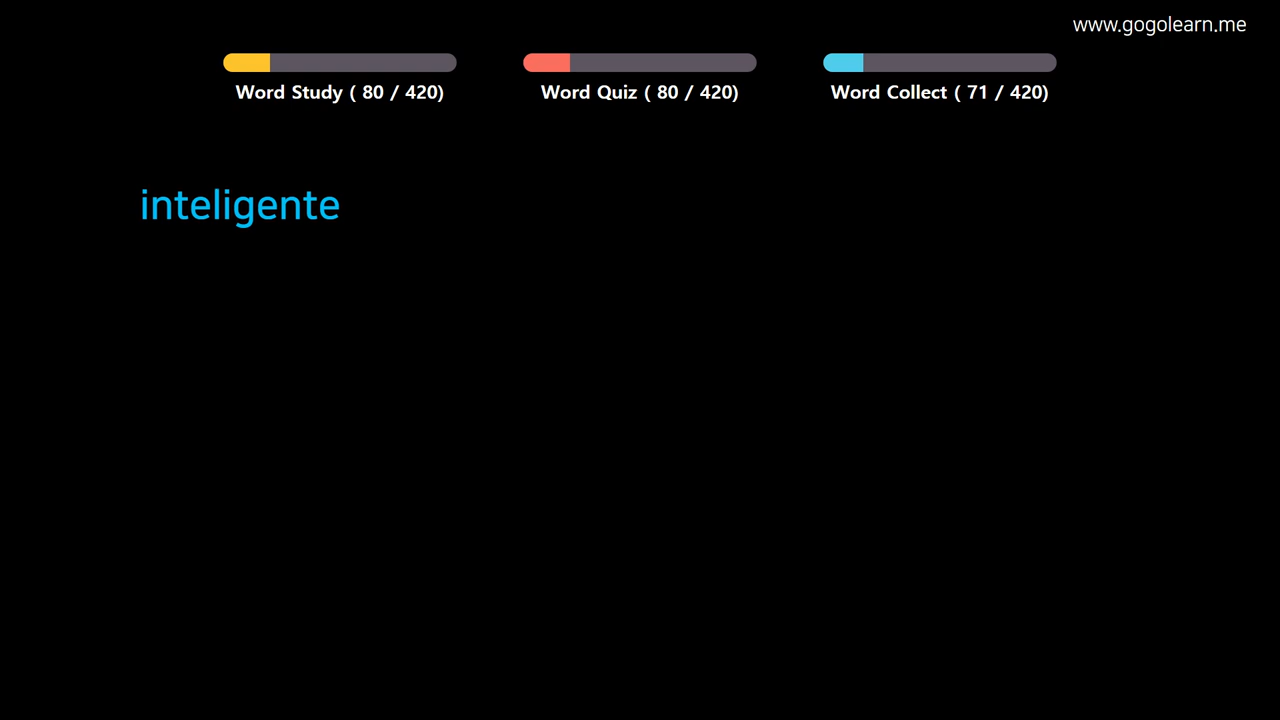 www.gogolearn.me
Word Study ( 80 / 420)
Word Quiz ( 80 / 420)
Word Collect ( 71 / 420)
inteligente